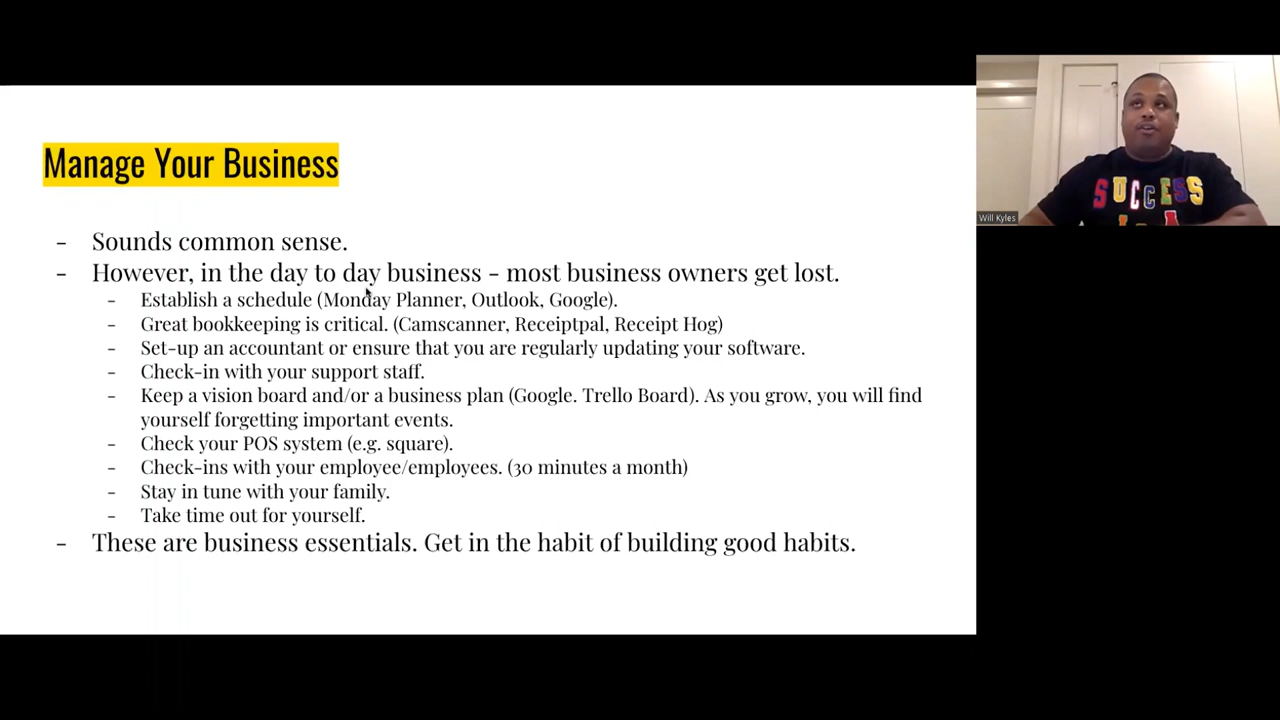 Manage Your Business
- Sounds common sense.
- However, in the day to day business - most business owners get lost.
- Establish a schedule (Monday Planner, Outlook, Google).
- Great bookkeeping is critical. (Camscanner, Receiptpal, Receipt Hog)
- Set-up an accountant or ensure that you are regularly updating your software.
- Check-in with your support staff.
- Keep a vision board and/or a business plan (Google. Trello Board). As you grow, you will find
yourself forgetting important events.
- Check your POS system (e.g. square).
- Check-ins with your employee/employees. (30 minutes a month)
- Stay in tune with your family.
- Take time out for yourself.
- These are business essentials. Get in the habit of building good habits.
SUCCESS
Will Kyles